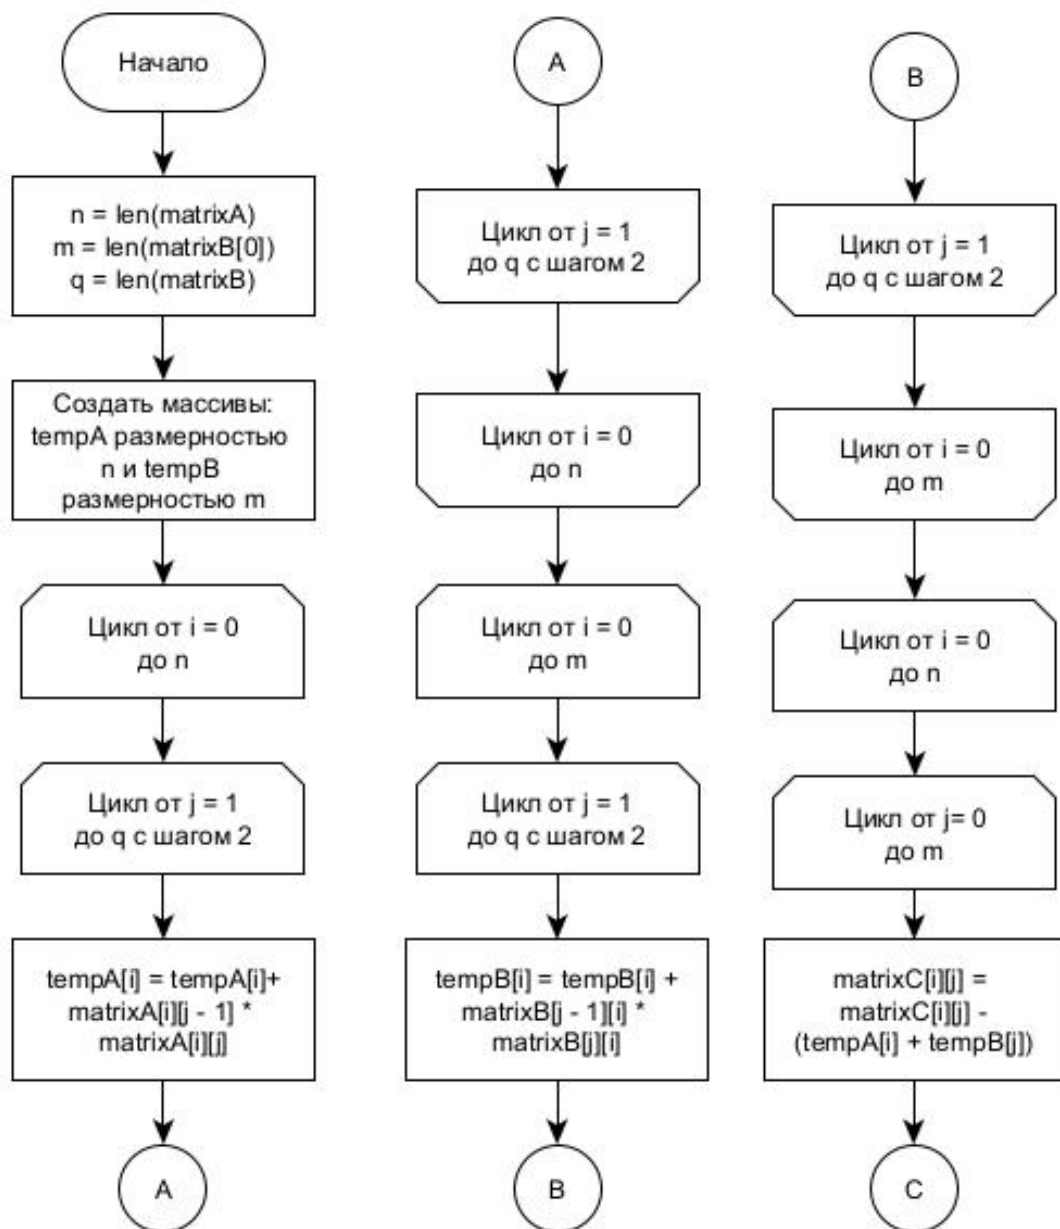 Начало
n = len(matrixA)
m = len(matrixB[0])
q = len(matrixB)
Создать массивы:
tempA размерностью
n и tempB
размерностью m
Цикл от i = 0
до n
Цикл от j = 1
до q с шагом 2
tempA[i] = tempA[i]+
matrixA[i][j - 1] *
matrixA[i][j]
A
A
Цикл от j = 1
до q с шагом 2
Цикл от i = 0
до n
Цикл от i = 0
до m
Цикл от j = 1
до q с шагом 2
tempB[i] = tempB[i] +
matrixB[j - 1][i] *
matrixB[j][i]
B
B
Цикл от j = 1
до q с шагом 2
Цикл от i = 0
до m
Цикл от i = 0
до n
Цикл от j= 0
до m
matrixC[i][j] =
matrixC[i][j] -
(tempA[i] + tempB[j])
C